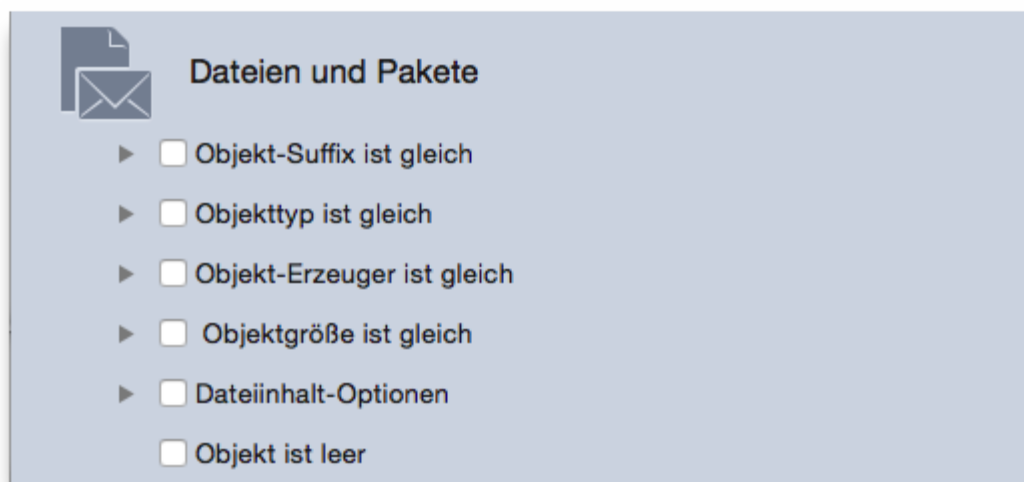 Dateien und Pakete
Objekt-Suffix ist gleich
Objekttyp ist gleich
Objekt-Erzeuger ist gleich
Objektgröße ist gleich
Dateiinhalt-Optionen
Objekt ist leer